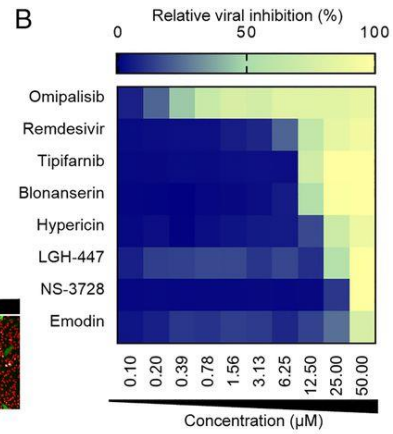 B
Relative viral inhibition (%)
0 50 100
Omipalisib
Remdesivir
Tipifarnib
Blonanserin
Hypericin
LGH-447
NS-3728
Emodin
0.10 0.20 0.39 0.78 1.56 3.13 6.25 12.50 25.00 50.00
Concentration (μM)